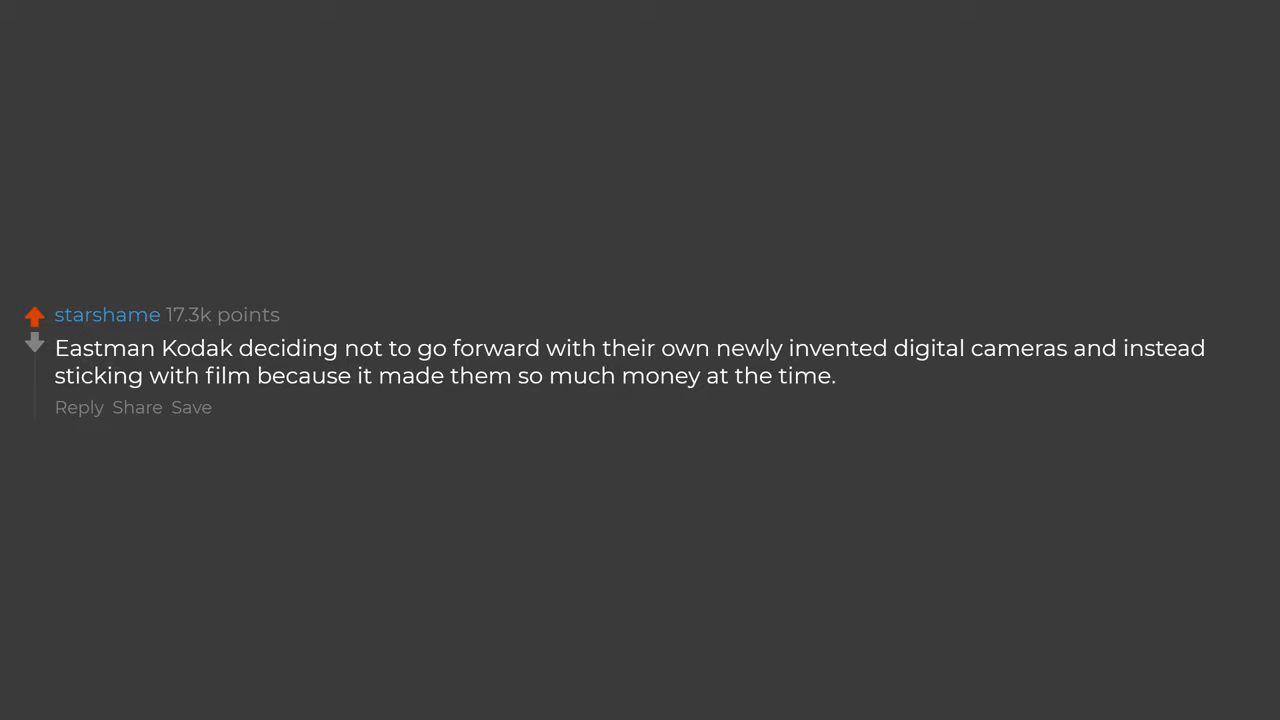 starshame 17.3k points
Eastman Kodak deciding not to go forward with their own newly invented digital cameras and instead
sticking with film because it made them so much money at the time.
Reply Share Save